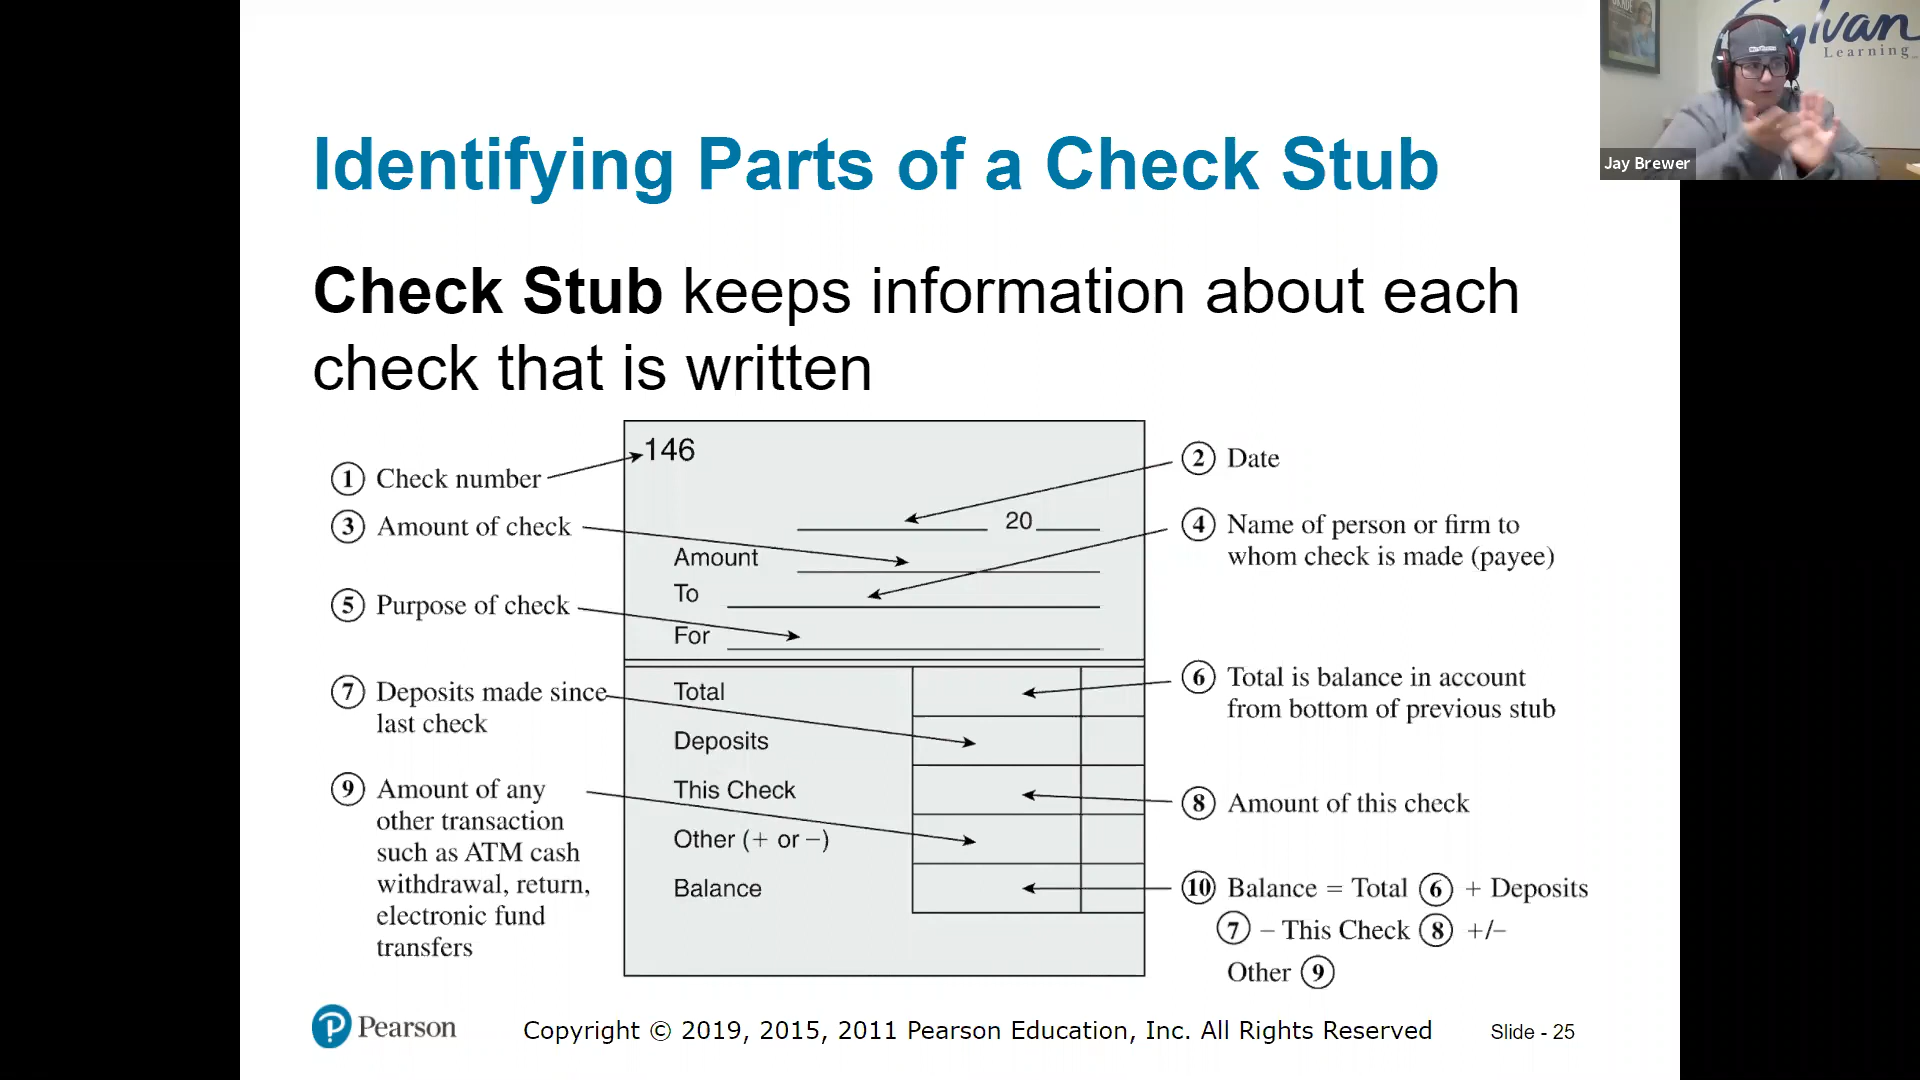 Sylvan
Learning
Jay Brewer
Identifying Parts of a Check Stub
Check Stub keeps information about each
check that is written
146
① Check number
② Date
20
③ Amount of check
Amount
④ Name of person or firm to
whom check is made (payee)
To
⑤ Purpose of check
For
⑥ Total is balance in account
from bottom of previous stub
Total
⑦ Deposits made since
last check
Deposits
This Check
⑧ Amount of this check
⑨ Amount of any
other transaction
such as ATM cash
withdrawal, return,
electronic fund
transfers
Other (+ or −)
Balance
⑩ Balance = Total ⑥ + Deposits
⑦ − This Check ⑧ +/−
Other ⑨
Pearson
Copyright © 2019, 2015, 2011 Pearson Education, Inc. All Rights Reserved
Slide - 25